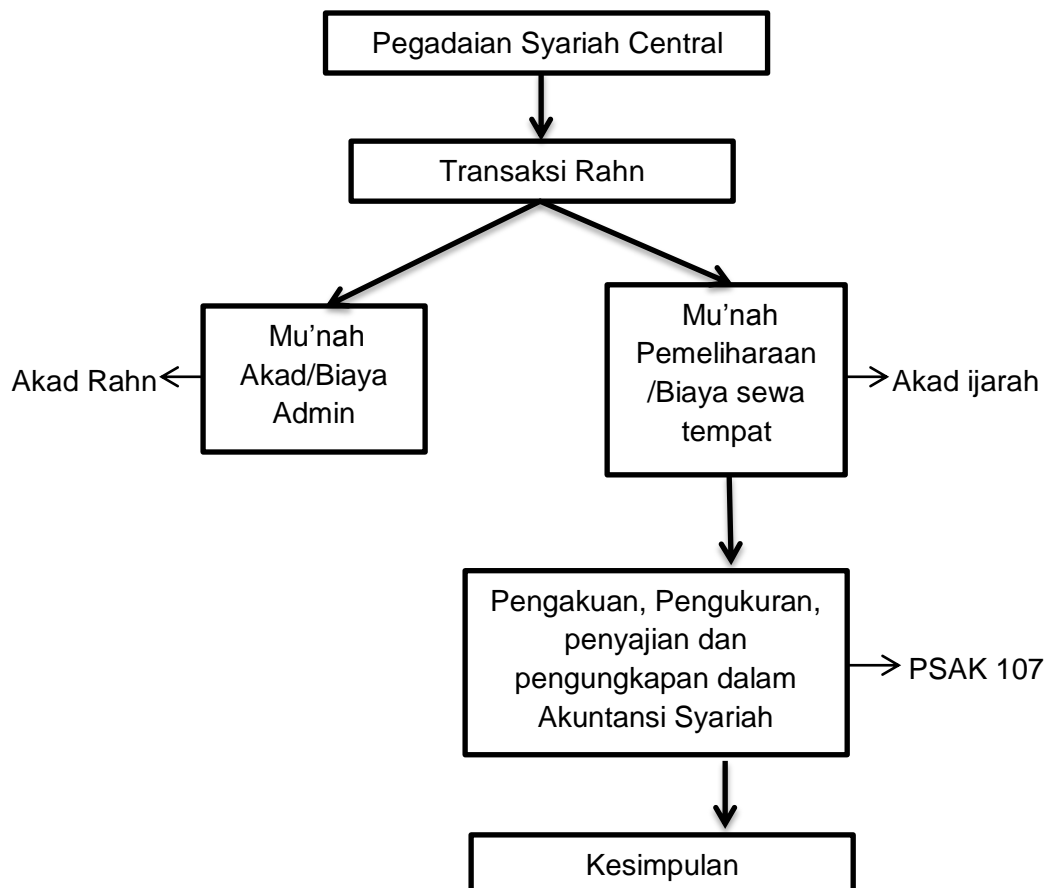 Pegadaian Syariah Central
Transaksi Rahn
Akad Rahn
Mu’nah
Akad/Biaya
Admin
Mu’nah
Pemeliharaan
/Biaya sewa
tempat
Akad ijarah
Pengakuan, Pengukuran,
penyajian dan
pengungkapan dalam
Akuntansi Syariah
PSAK 107
Kesimpulan